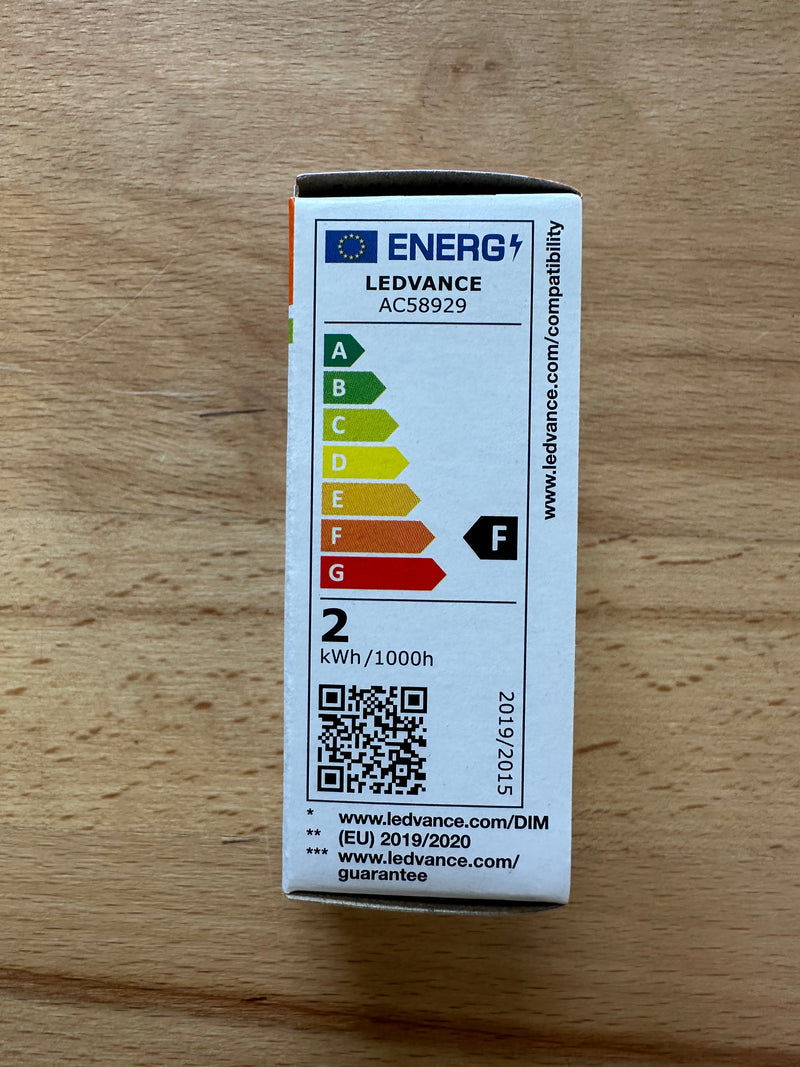 ENERG
LEDVANCE
AC58929
A
B
C
D
E
F
F
G
2
kWh/1000h
2019/2015
* www.ledvance.com/DIM
** (EU) 2019/2020
*** www.ledvance.com/
guarantee
www.ledvance.com/compatibility